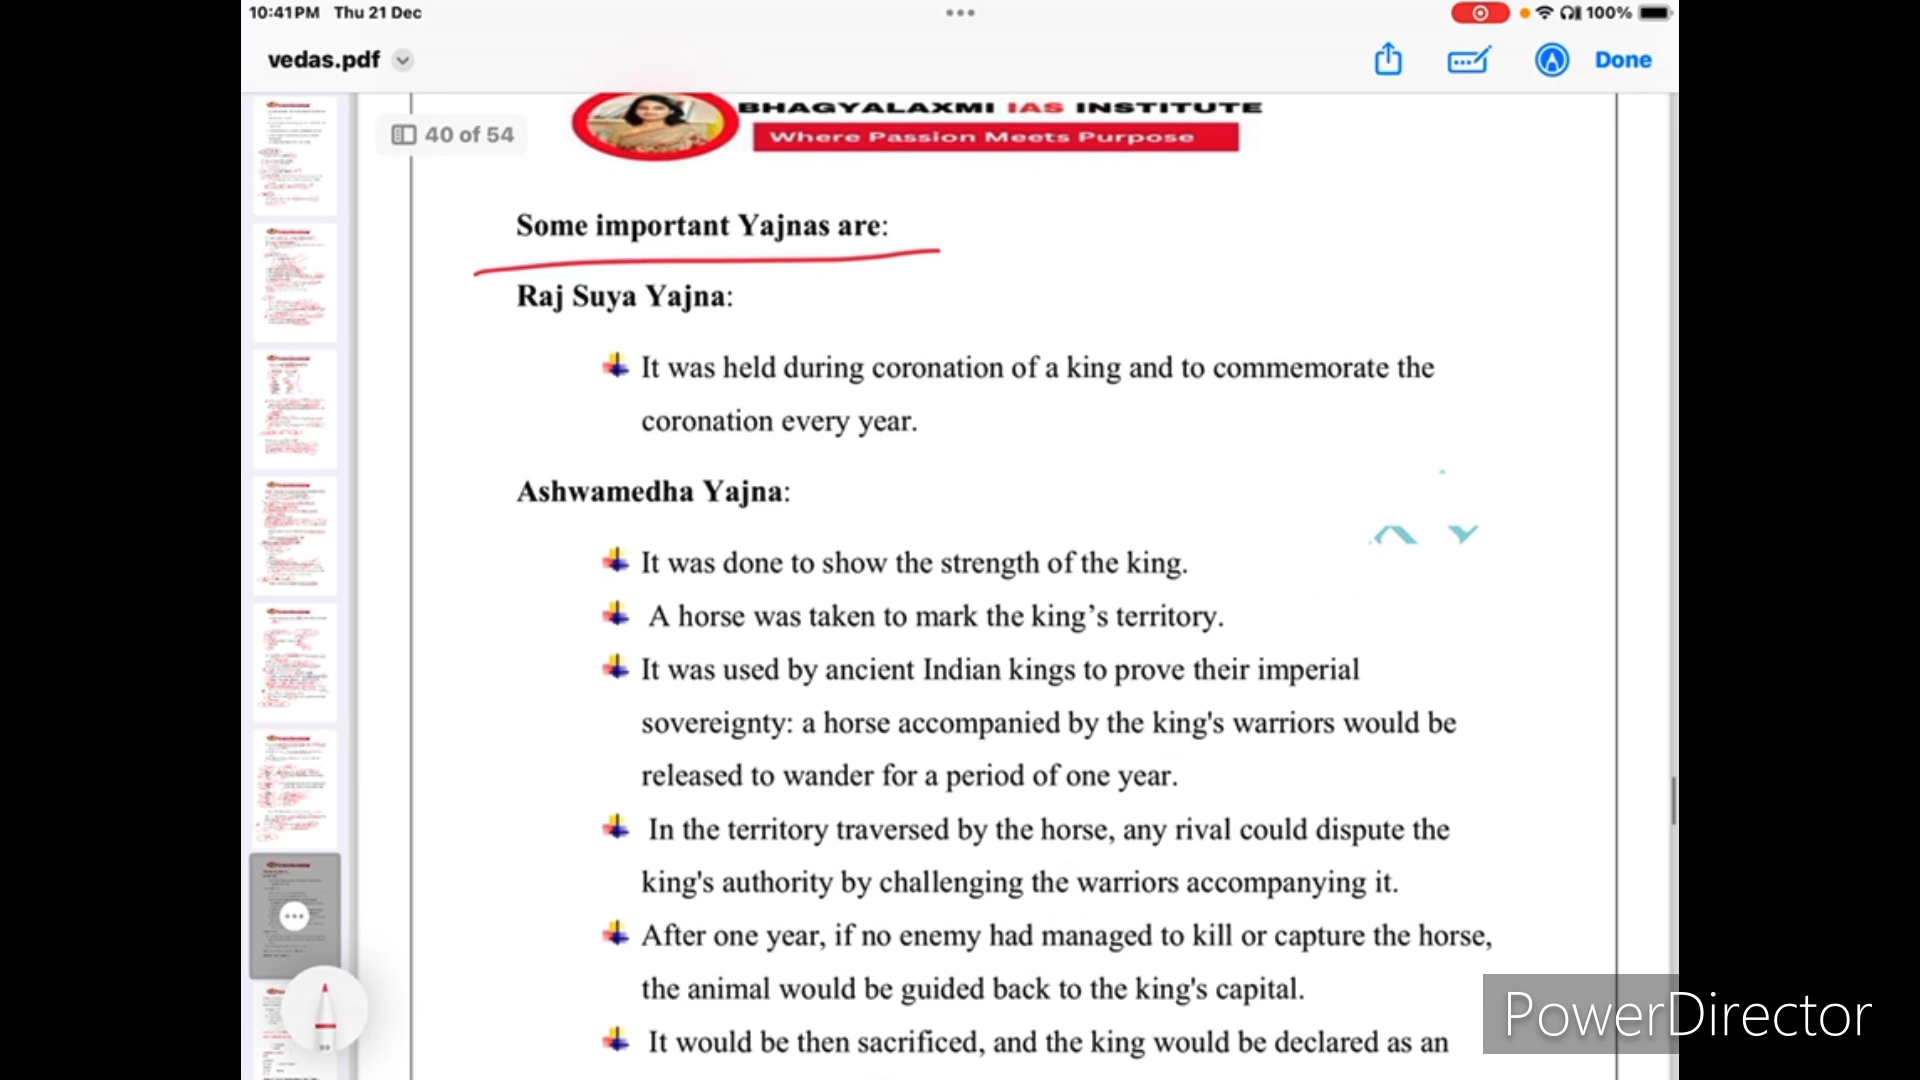 10:41PM Thu 21 Dec
100%
vedas.pdf
Done
40 of 54
BHAGYALAXMI IAS INSTITUTE
Where Passion Meets Purpose
Some important Yajnas are:
Raj Suya Yajna:
It was held during coronation of a king and to commemorate the
coronation every year.
Ashwamedha Yajna:
It was done to show the strength of the king.
A horse was taken to mark the king’s territory.
It was used by ancient Indian kings to prove their imperial
sovereignty: a horse accompanied by the king's warriors would be
released to wander for a period of one year.
In the territory traversed by the horse, any rival could dispute the
king's authority by challenging the warriors accompanying it.
After one year, if no enemy had managed to kill or capture the horse,
the animal would be guided back to the king's capital.
It would be then sacrificed, and the king would be declared as an
PowerDirector